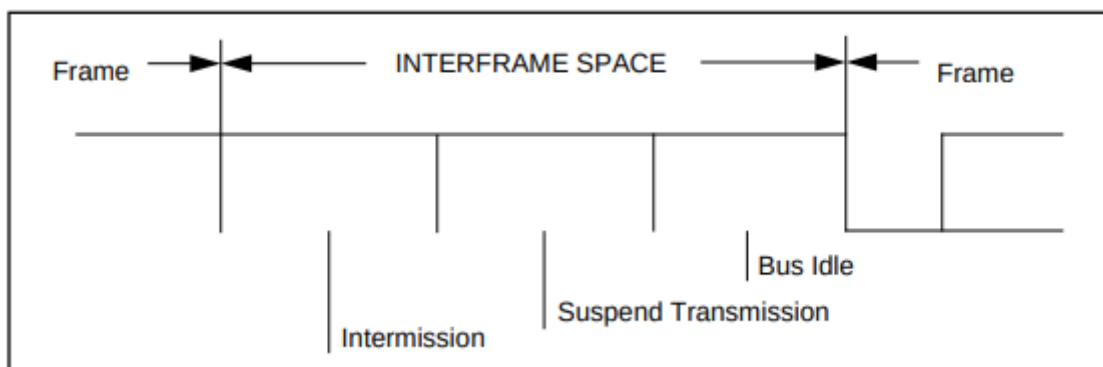 Frame
INTERFRAME SPACE
Frame
Bus Idle
Suspend Transmission
Intermission